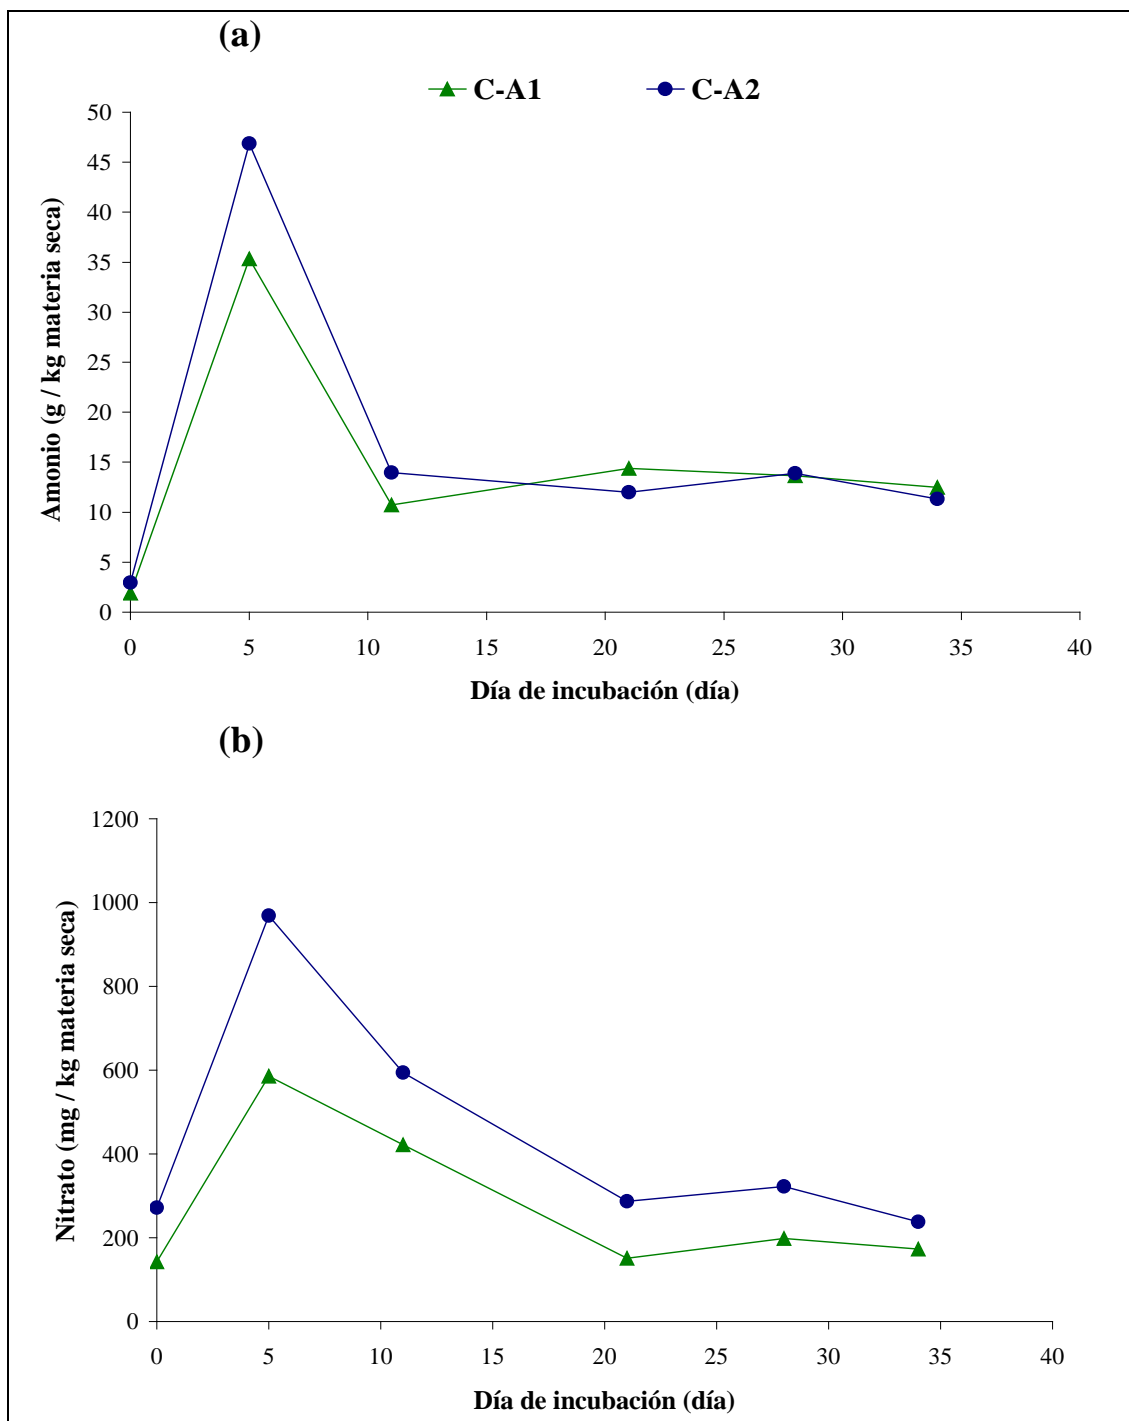 (a)
C-A1 C-A2
50
45
40
35
30
25
20
15
10
5
0
Amonio (g / kg materia seca)
0 5 10 15 20 25 30 35 40
Día de incubación (día)
(b)
1200
1000
800
600
400
200
0
Nitrato (mg / kg materia seca)
0 5 10 15 20 25 30 35 40
Día de incubación (día)